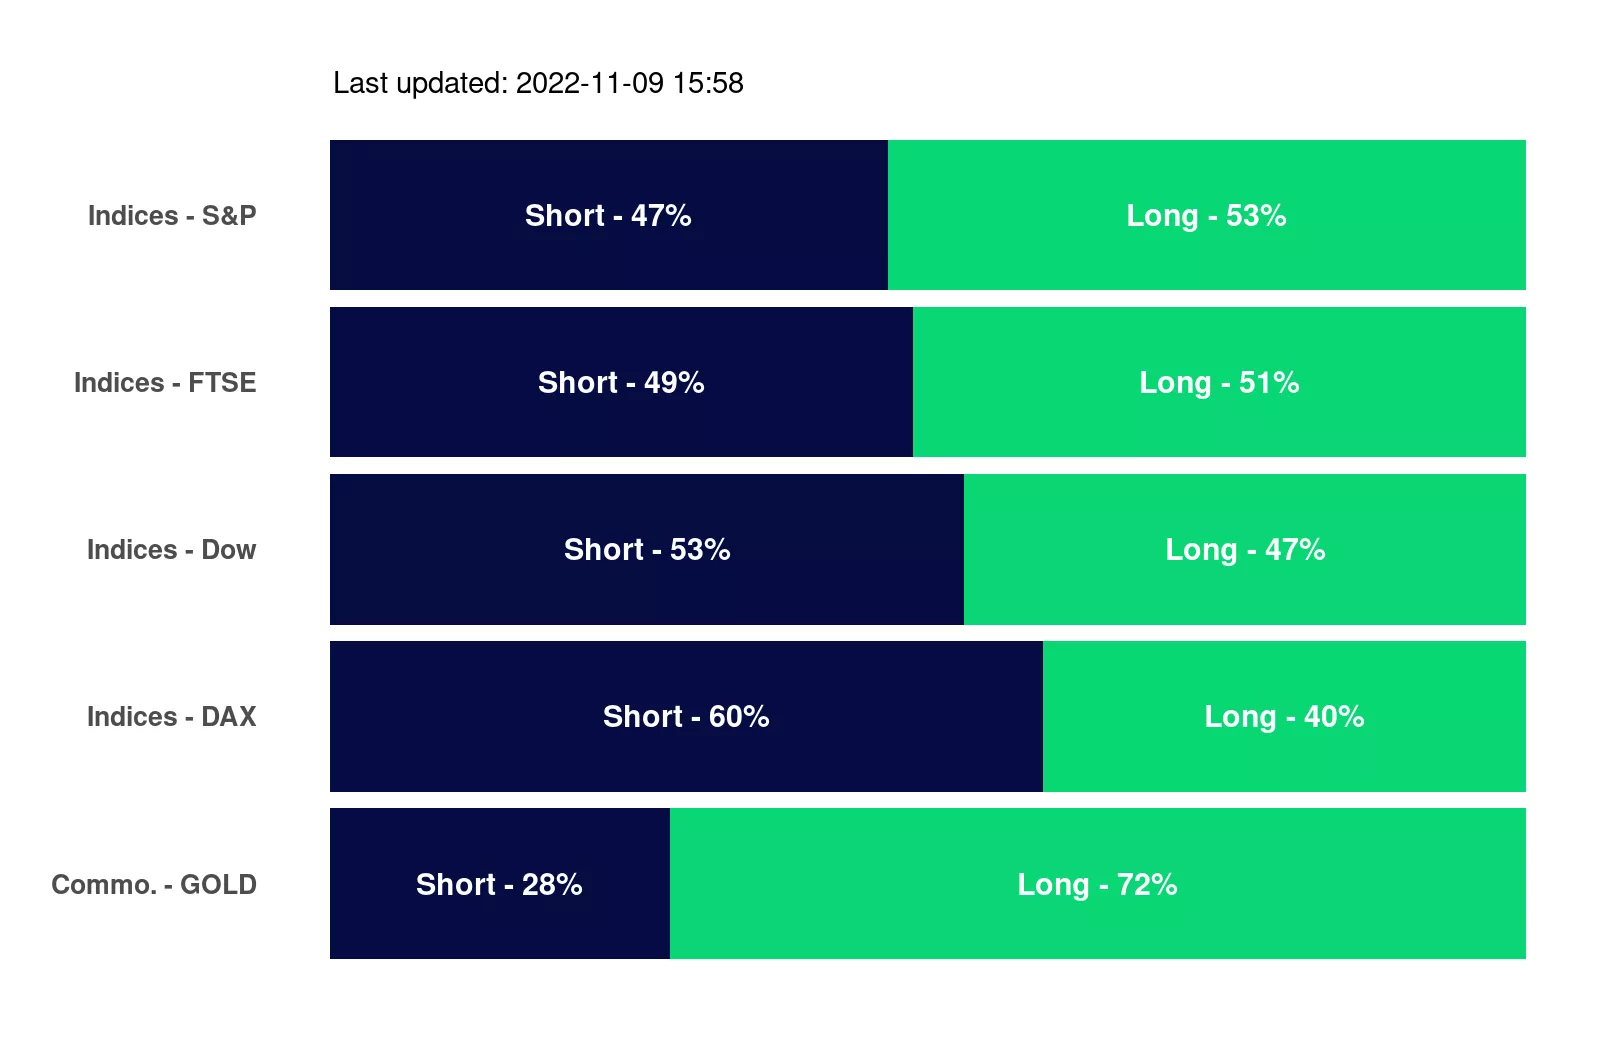 Last updated: 2022-11-09 15:58
Indices - S&P
Short - 47%
Long - 53%
Indices - FTSE
Short - 49%
Long - 51%
Indices - Dow
Short - 53%
Long - 47%
Indices - DAX
Short - 60%
Long - 40%
Commo. - GOLD
Short - 28%
Long - 72%